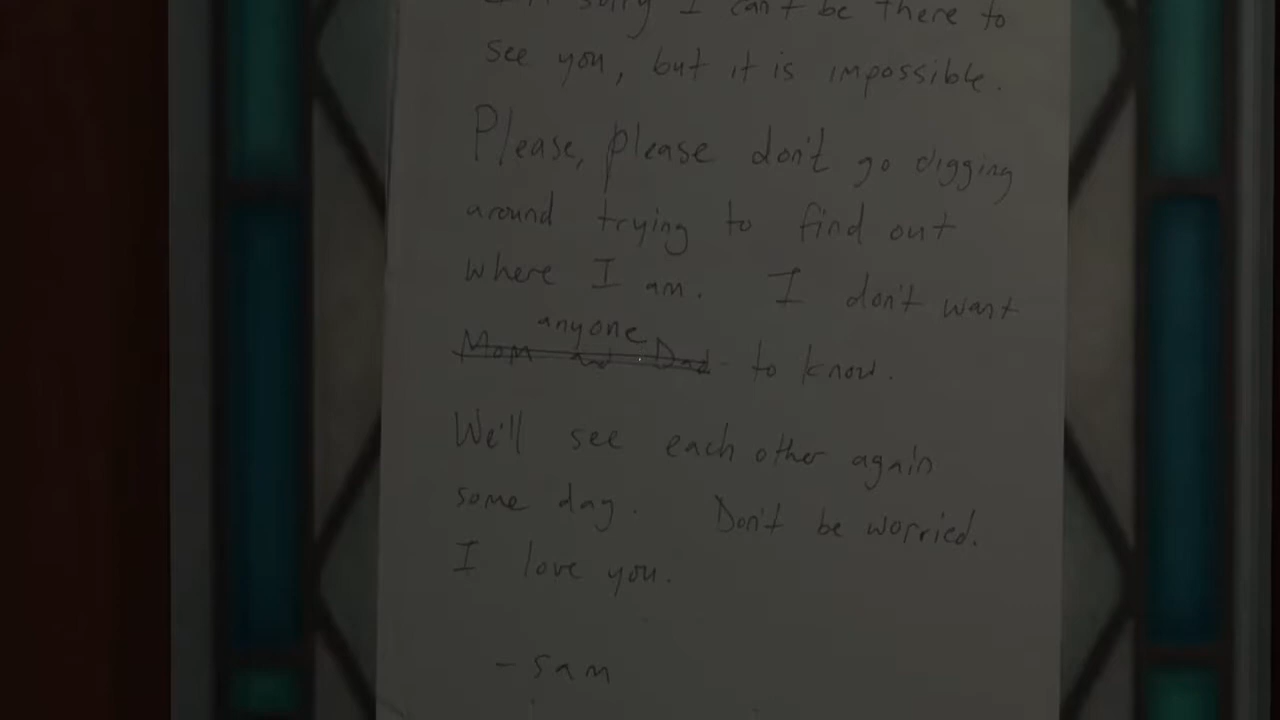 I'm sorry I can't be there to
see you, but it is impossible.
Please, please don't go digging
around trying to find out
where I am. I don't want
anyone
Mom and Dad to know.
We'll see each other again
some day. Don't be worried.
I love you.
- Sam